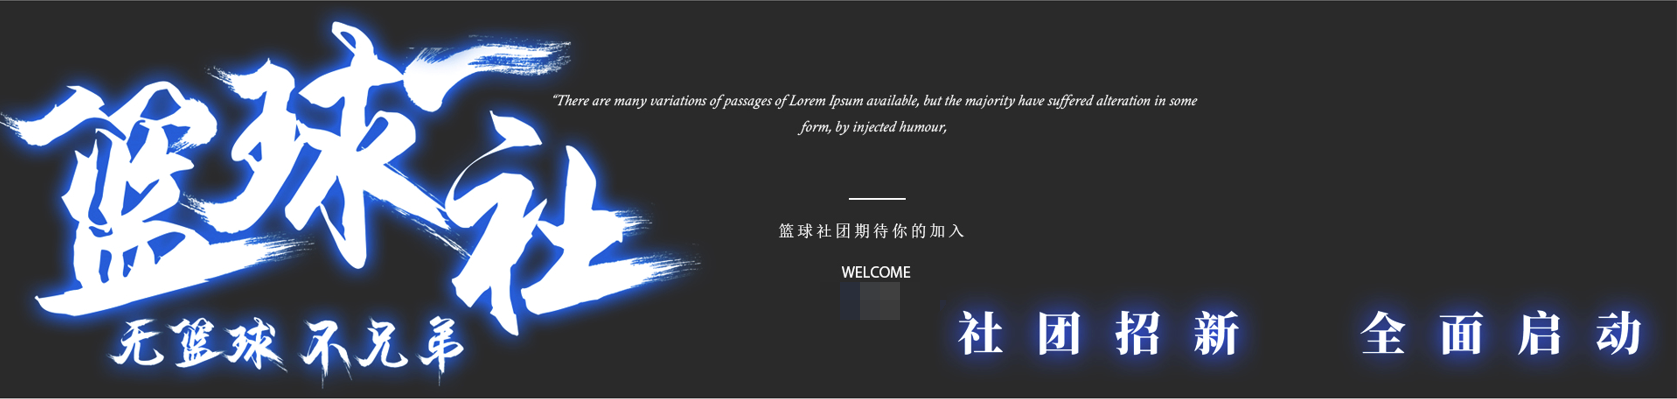 篮球社
无篮球 不兄弟
“There are many variations of passages of Lorem Ipsum available, but the majority have suffered alteration in some
form, by injected humour,
篮球社团期待你的加入
WELCOME
社团招新 全面启动